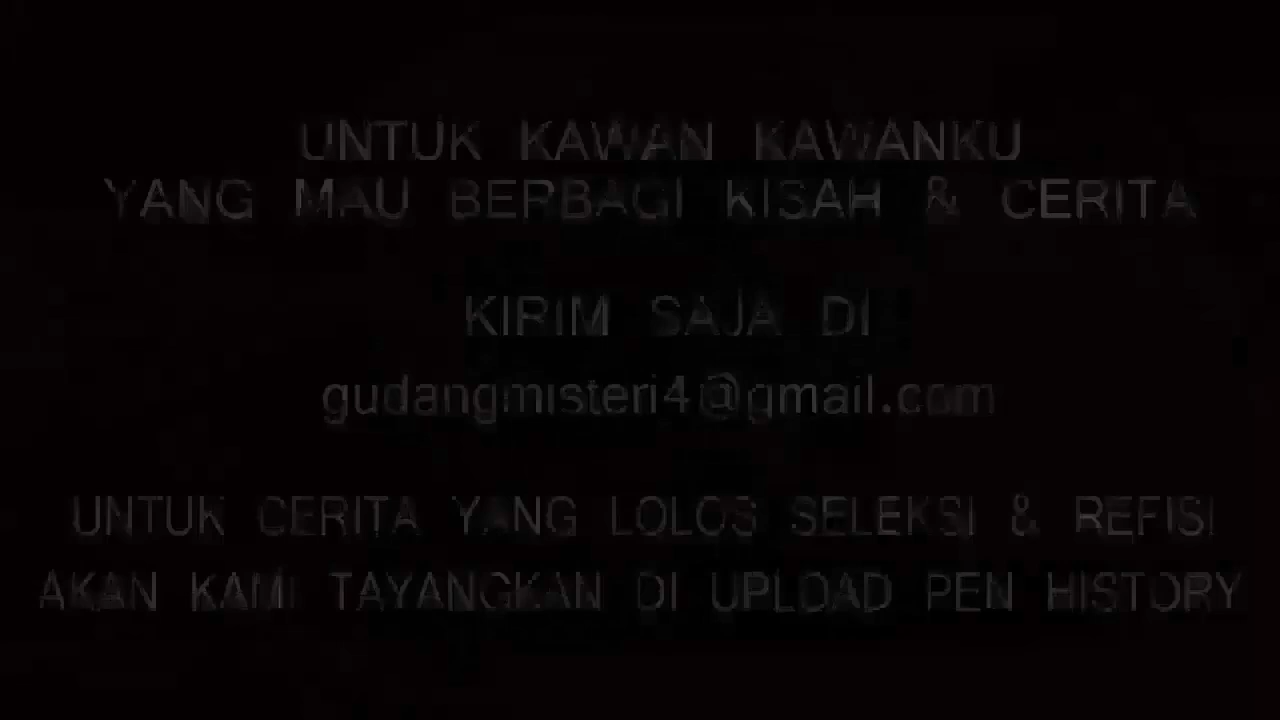 UNTUK KAWAN KAWANKU
YANG MAU BERBAGI KISAH & CERITA
KIRIM SAJA DI
gudangmisteri4@gmail.com
UNTUK CERITA YANG LOLOS SELEKSI & REFISI
AKAN KAMI TAYANGKAN DI UPLOAD PEN HISTORY